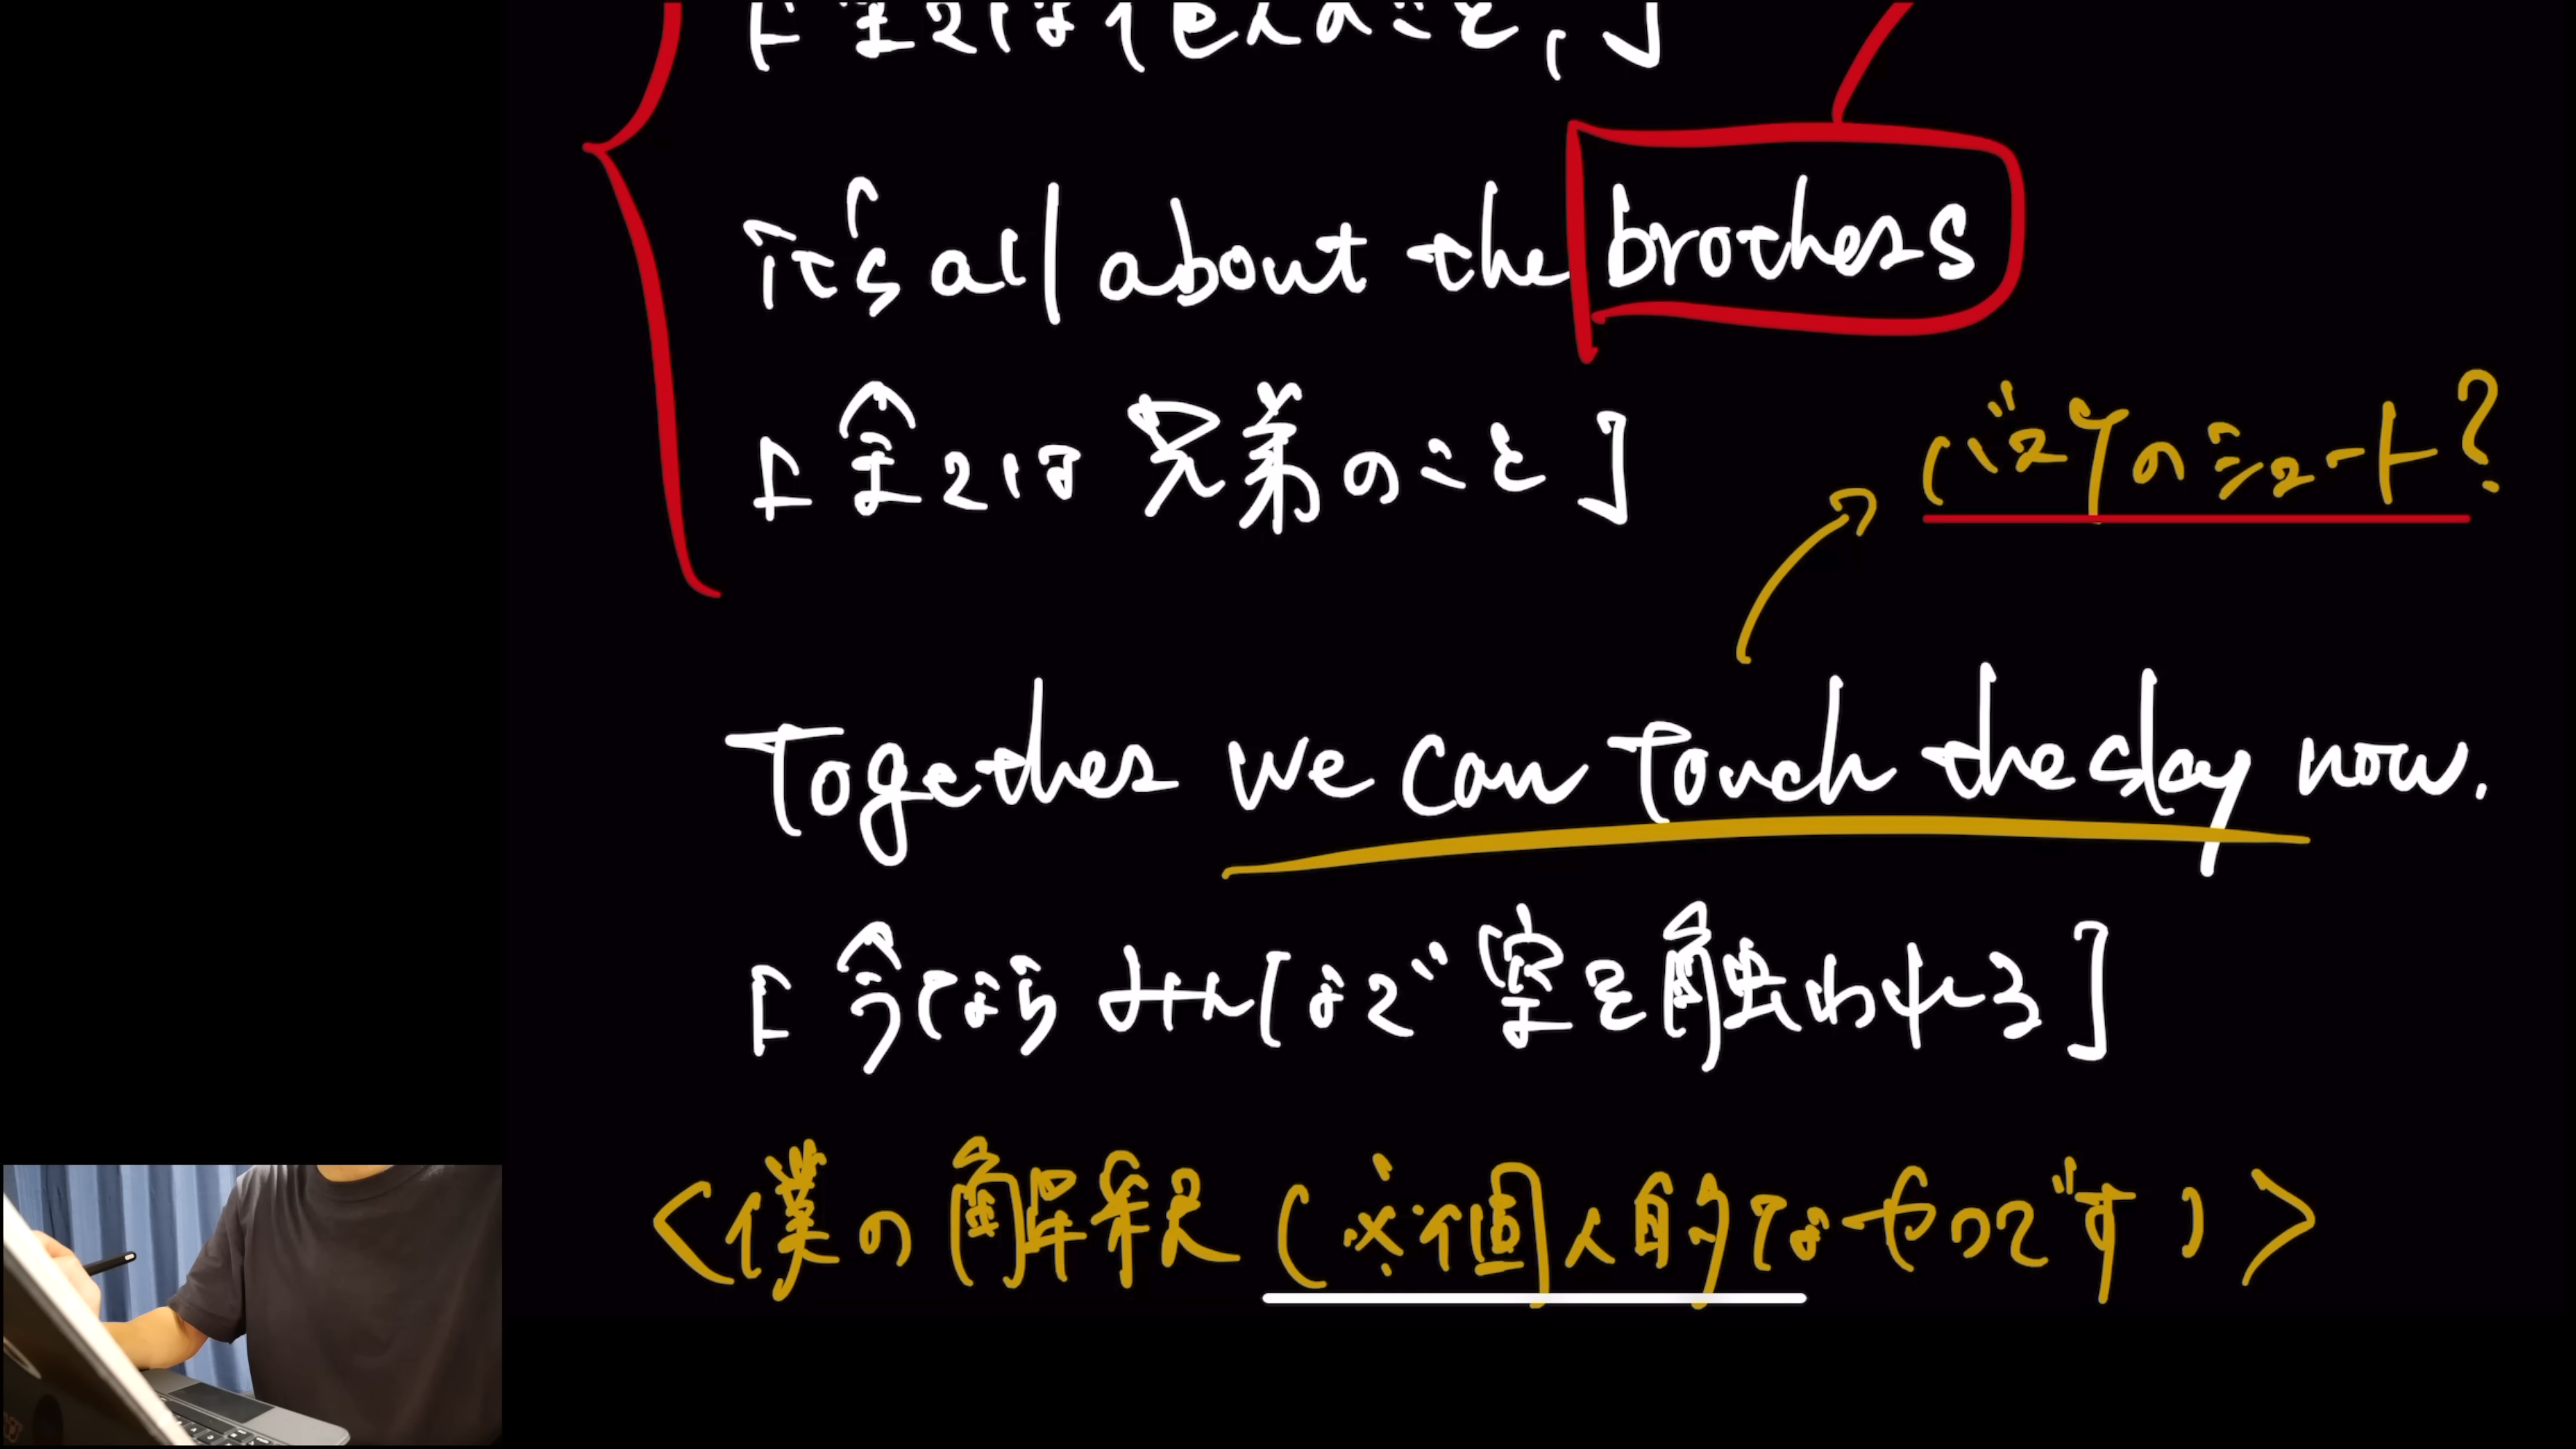 [全ては他人のこと,]
it's all about the brothers
[全ては兄弟のこと]
バスケのシュート?
Together we can touch the sky now.
[今ならみんなで空を触われる]
<僕の解釈(※個人的なやつです)>